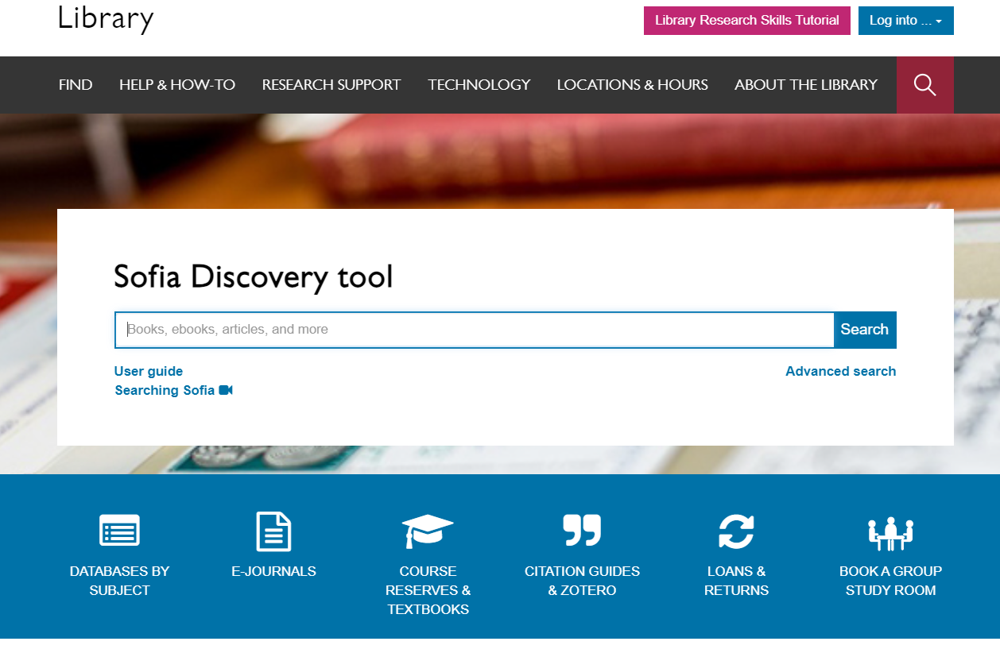 Library
Library Research Skills Tutorial
Log into ...
FIND
HELP & HOW-TO
RESEARCH SUPPORT
TECHNOLOGY
LOCATIONS & HOURS
ABOUT THE LIBRARY
Sofia Discovery tool
Books, ebooks, articles, and more
Search
User guide
Advanced search
Searching Sofia
DATABASES BY
SUBJECT
E-JOURNALS
COURSE
RESERVES &
TEXTBOOKS
CITATION GUIDES
& ZOTERO
LOANS &
RETURNS
BOOK A GROUP
STUDY ROOM